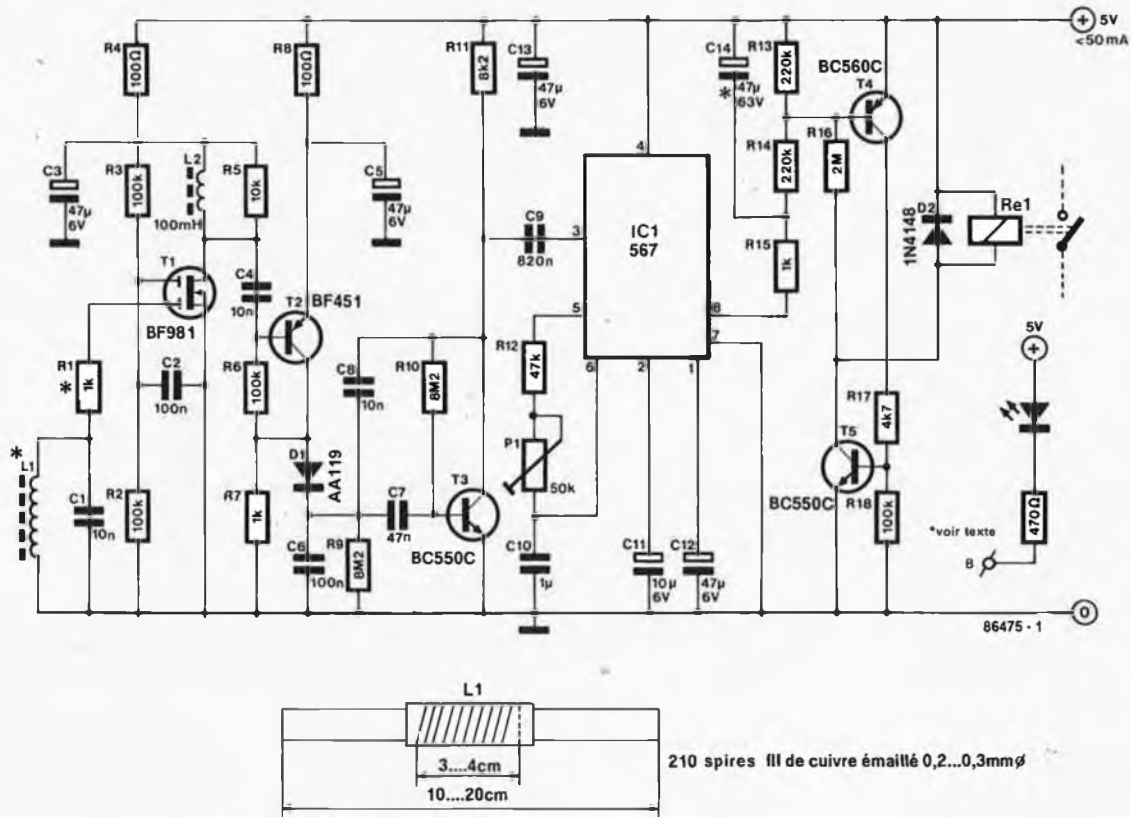 R4
100Ω
R8
100Ω
R11
8k2
C13
47µ
6V
C14
47µ
*
63V
R13
220k
BC560C
T4
+
5V
<50mA
C3
47µ
6V
R3
100k
L2
100mH
R5
10k
C5
47µ
6V
4
R14
220k
R16
2M
T1
BF981
C4
10n
T2
BF451
C9
820n
3
IC1
567
R15
1k
1N4148
D2
Re1
R1
*
1k
C2
100n
R6
100k
C8
10n
R10
8M2
5
R12
47k
6
2
1
8
7
5V
+
*
L1
C1
10n
R2
100k
R7
1k
D1
AA119
C7
47n
T3
BC550C
P1
50k
R17
4k7
T5
BC550C
R18
100k
*voir texte
470Ω
B
C6
100n
R9
8M2
C10
1µ
C11
10µ
6V
C12
47µ
6V
0
86475 - 1
L1
3....4cm
10....20cm
210 spires fil de cuivre émaillé 0,2...0,3mmø